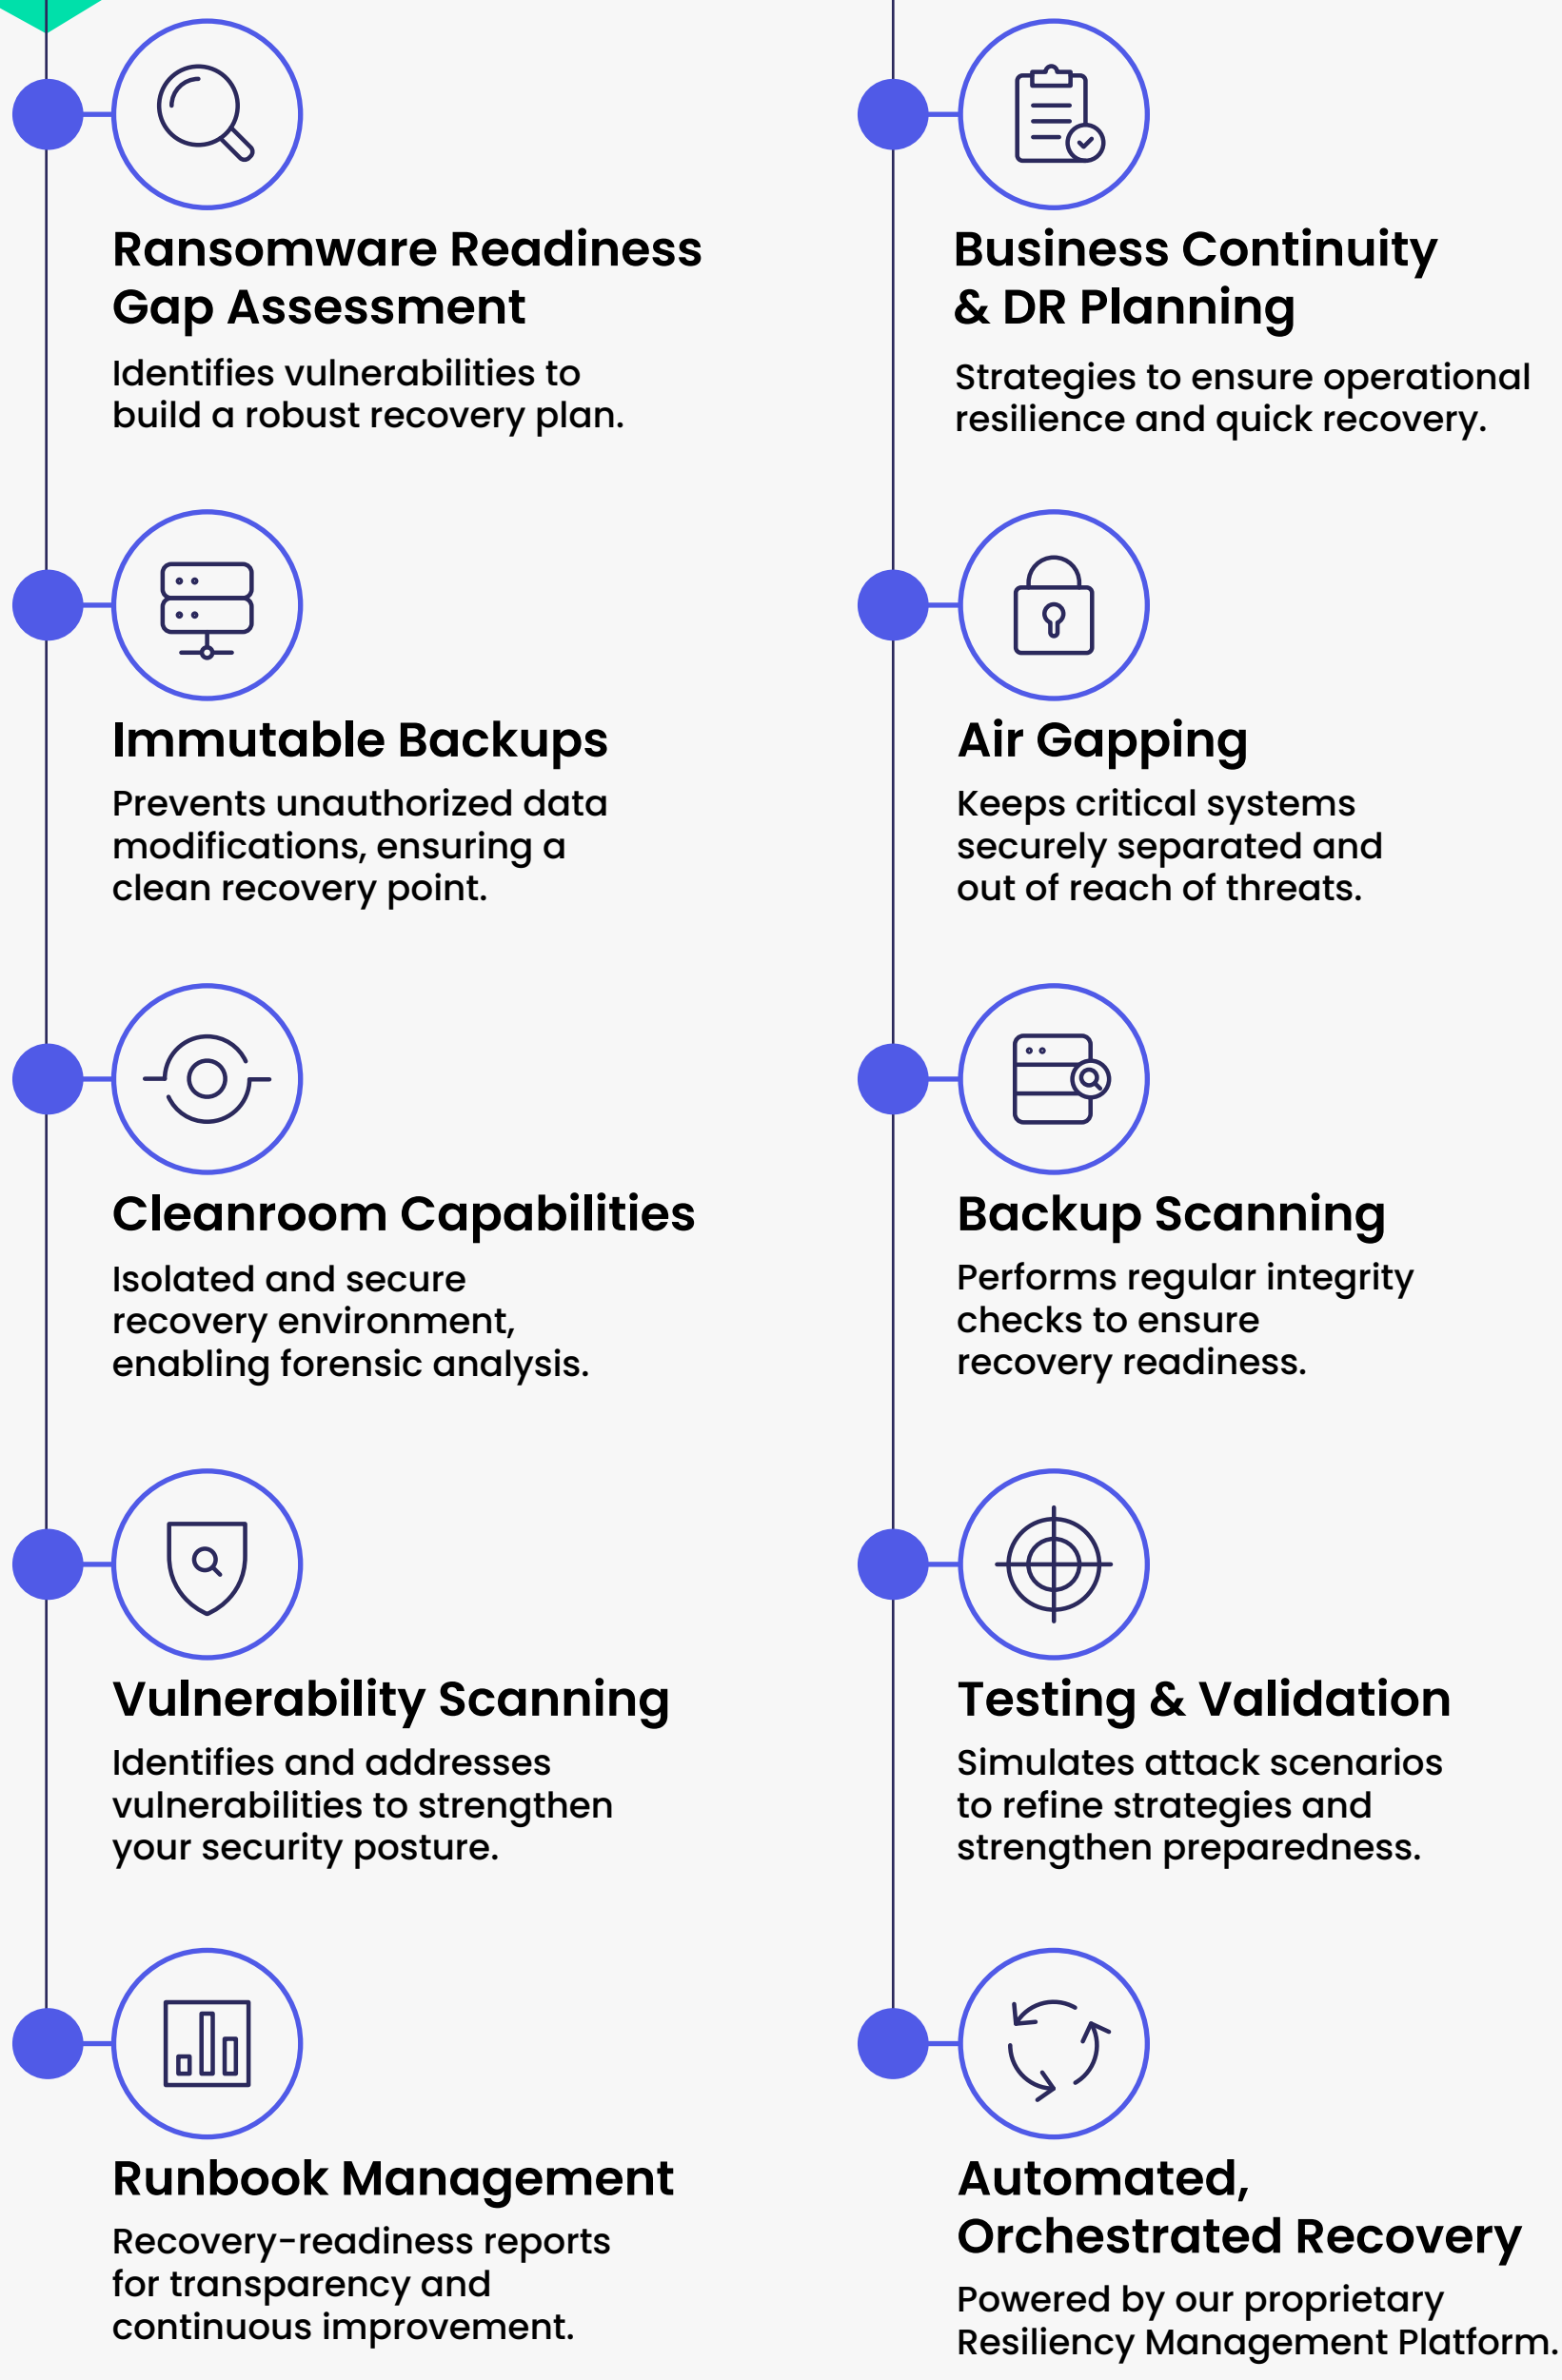 Ransomware Readiness
Gap Assessment
Identifies vulnerabilities to
build a robust recovery plan.
Business Continuity
& DR Planning
Strategies to ensure operational
resilience and quick recovery.
Immutable Backups
Prevents unauthorized data
modifications, ensuring a
clean recovery point.
Air Gapping
Keeps critical systems
securely separated and
out of reach of threats.
Cleanroom Capabilities
Isolated and secure
recovery environment,
enabling forensic analysis.
Backup Scanning
Performs regular integrity
checks to ensure
recovery readiness.
Vulnerability Scanning
Identifies and addresses
vulnerabilities to strengthen
your security posture.
Testing & Validation
Simulates attack scenarios
to refine strategies and
strengthen preparedness.
Runbook Management
Recovery-readiness reports
for transparency and
continuous improvement.
Automated,
Orchestrated Recovery
Powered by our proprietary
Resiliency Management Platform.